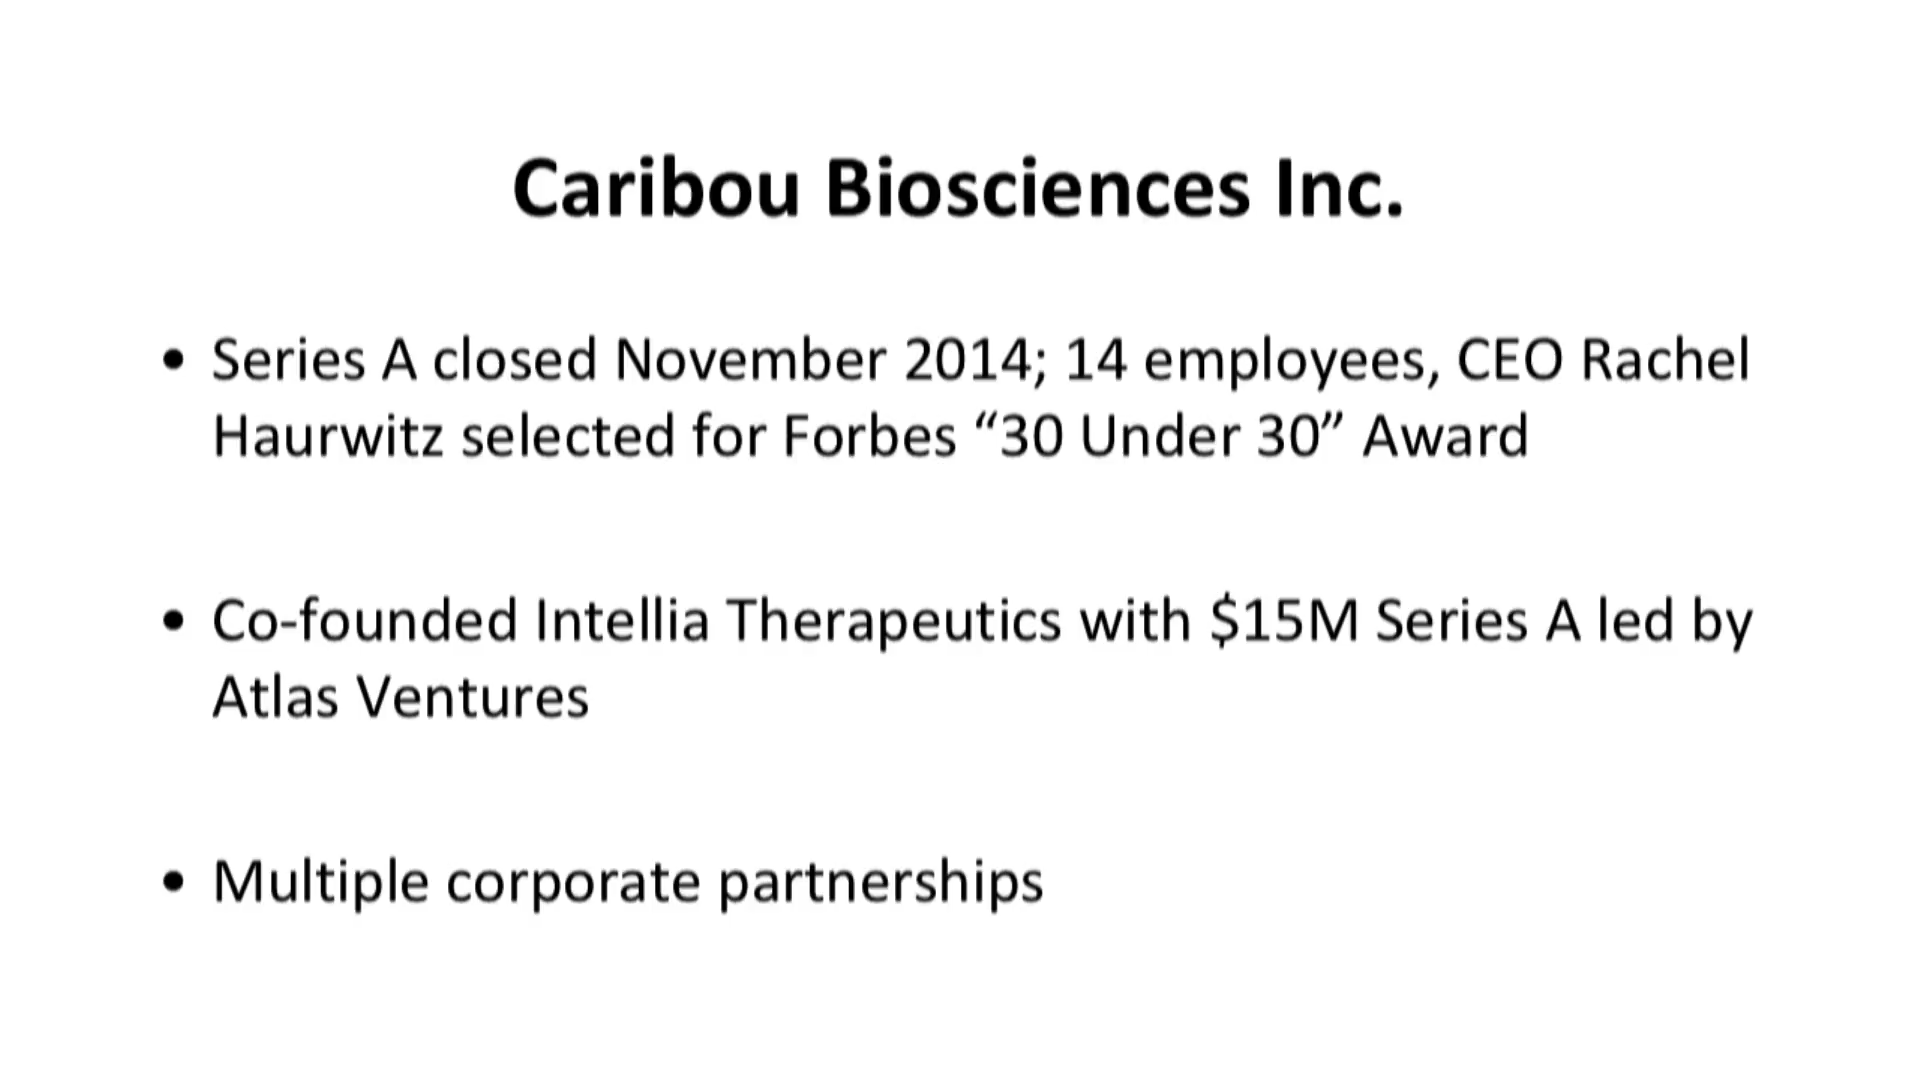 Caribou Biosciences Inc.
• Series A closed November 2014; 14 employees, CEO Rachel
Haurwitz selected for Forbes “30 Under 30” Award
• Co-founded Intellia Therapeutics with $15M Series A led by
Atlas Ventures
• Multiple corporate partnerships